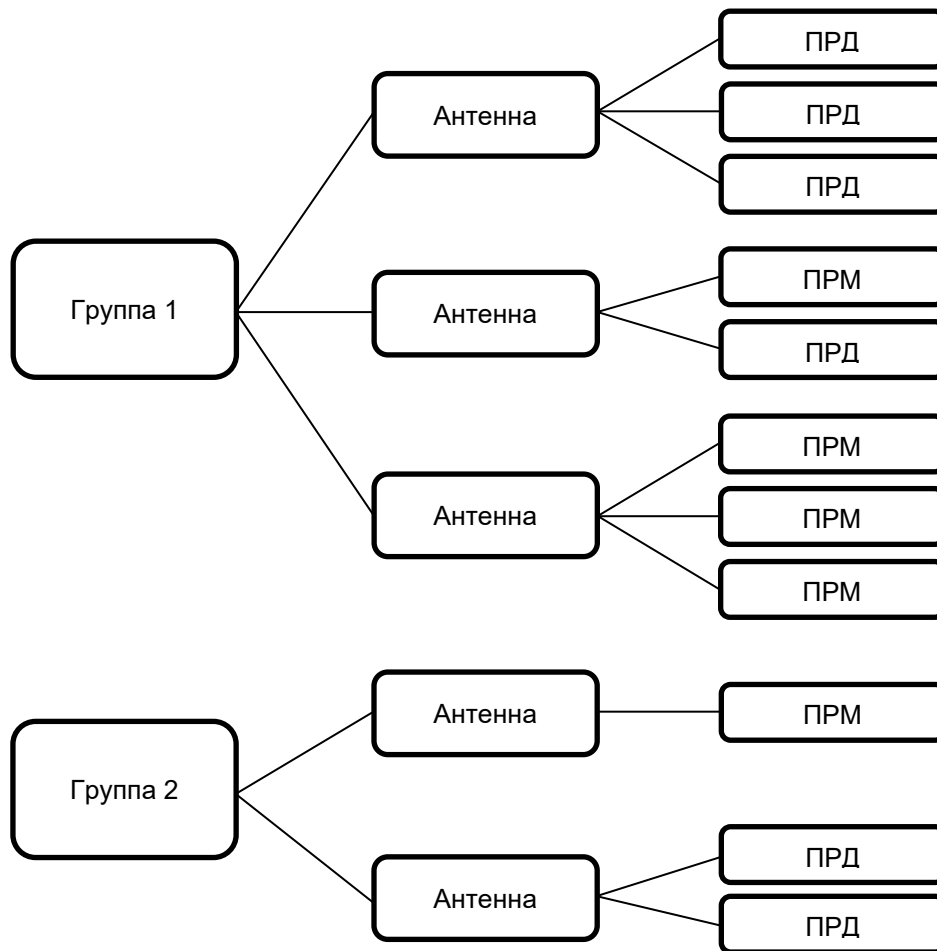 ПРД
Антенна
ПРД
ПРД
Группа 1
ПРМ
Антенна
ПРД
ПРМ
Антенна
ПРМ
ПРМ
Группа 2
Антенна
ПРМ
ПРД
Антенна
ПРД